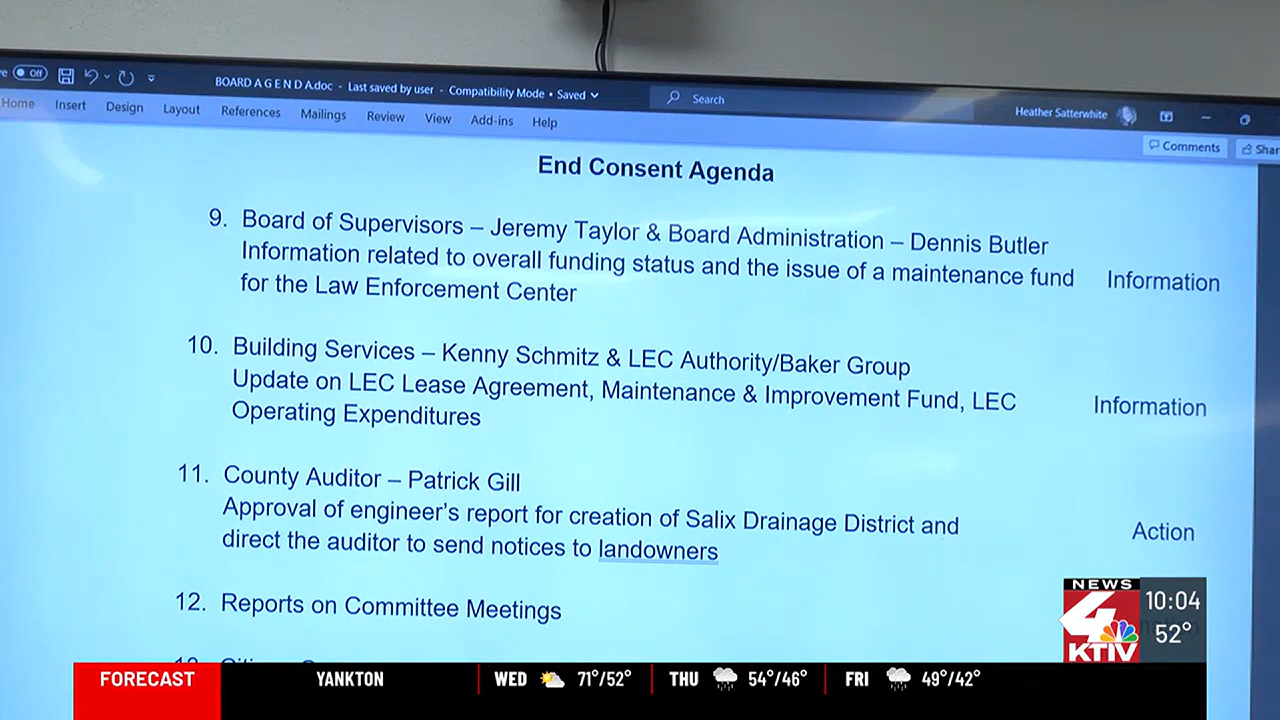 Off
BOARD A G E N D A.doc - Last saved by user - Compatibility Mode • Saved
Search
Heather Satterwhite
Home Insert Design Layout References Mailings Review View Add-ins Help
Comments
Shar
End Consent Agenda
9. Board of Supervisors – Jeremy Taylor & Board Administration – Dennis Butler
Information related to overall funding status and the issue of a maintenance fund
for the Law Enforcement Center
Information
10. Building Services – Kenny Schmitz & LEC Authority/Baker Group
Update on LEC Lease Agreement, Maintenance & Improvement Fund, LEC
Operating Expenditures
Information
11. County Auditor – Patrick Gill
Approval of engineer's report for creation of Salix Drainage District and
direct the auditor to send notices to landowners
Action
12. Reports on Committee Meetings
NEWS
4
KTIV
10:04
52°
FORECAST YANKTON WED 71°/52° THU 54°/46° FRI 49°/42°